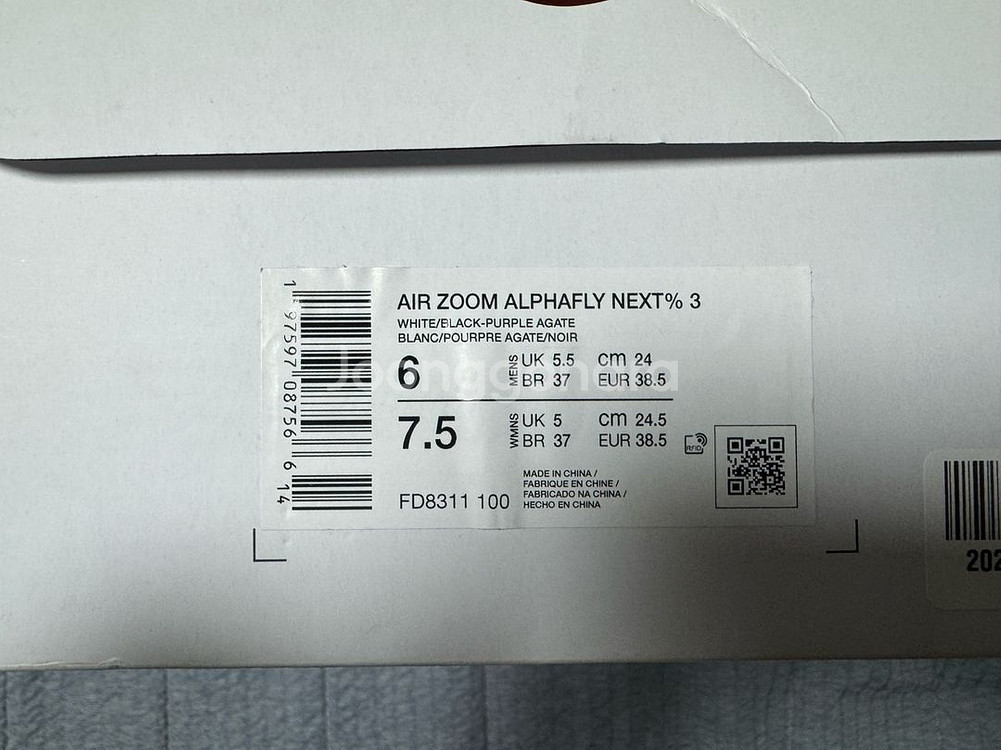 AIR ZOOM ALPHAFLY NEXT% 3
WHITE/BLACK-PURPLE AGATE
BLANC/POURPRE AGATE/NOIR
6 MENS UK 5.5 cm 24
BR 37 EUR 38.5
7.5 WMNS UK 5 cm 24.5
BR 37 EUR 38.5
RFID
FD8311 100
MADE IN CHINA /
FABRIQUE EN CHINE /
FABRICADO NA CHINA /
HECHO EN CHINA
1 97597 08756 6 14
202
Joonggonara